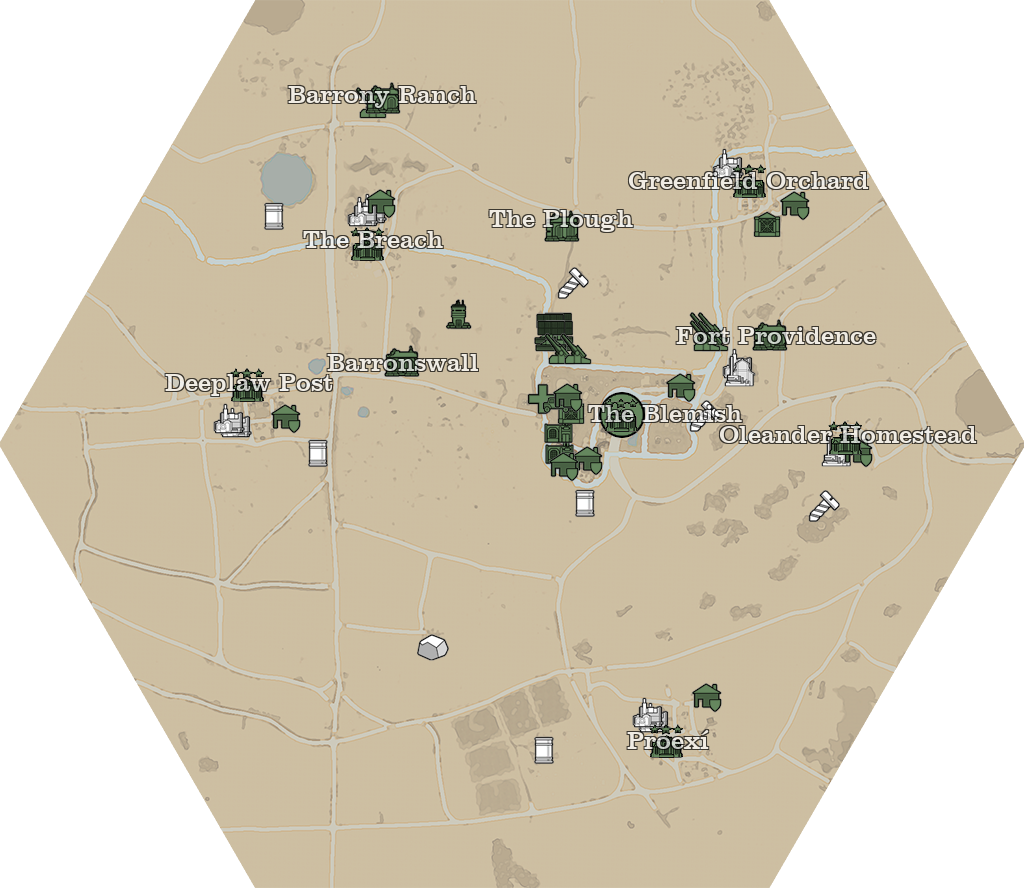 Barrony Ranch
Greenfield Orchard
The Plough
The Breach
Fort Providence
Barronswall
Deeplaw Post
The Blemish
Oleander Homestead
Proexí